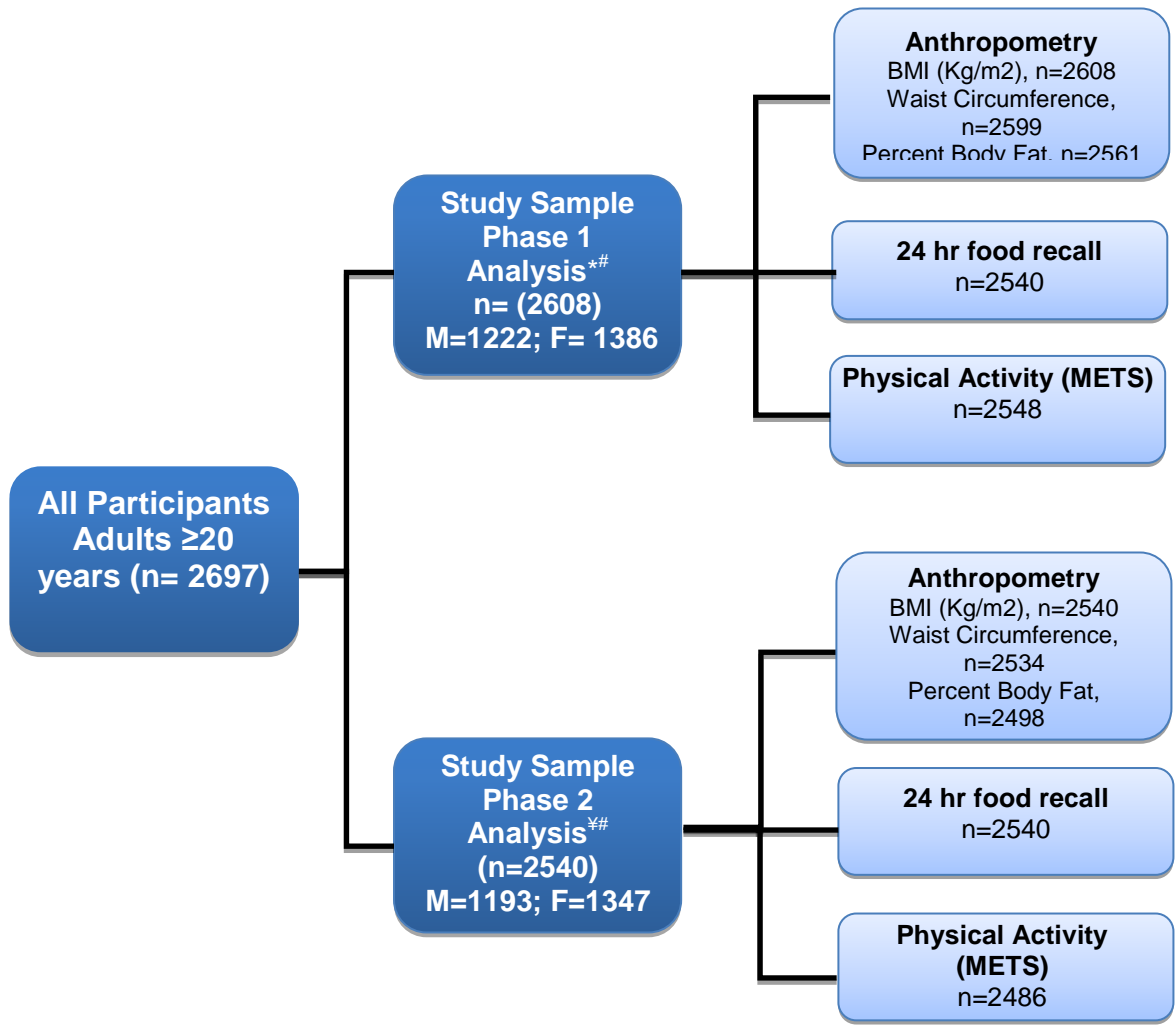 All Participants
Adults ≥20
years (n= 2697)
Study Sample
Phase 1
Analysis*#
n= (2608)
M=1222; F= 1386
Anthropometry
BMI (Kg/m2), n=2608
Waist Circumference,
n=2599
Percent Body Fat, n=2561
24 hr food recall
n=2540
Physical Activity (METS)
n=2548
Study Sample
Phase 2
Analysis¥#
(n=2540)
M=1193; F=1347
Anthropometry
BMI (Kg/m2), n=2540
Waist Circumference,
n=2534
Percent Body Fat,
n=2498
24 hr food recall
n=2540
Physical Activity
(METS)
n=2486